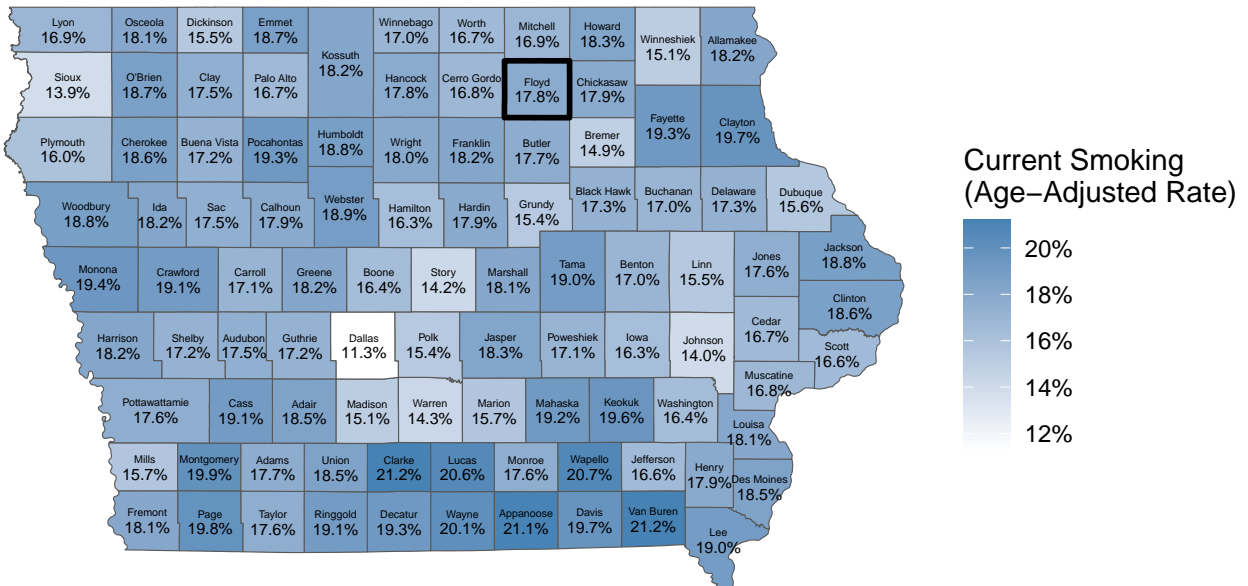 Lyon
16.9%
Osceola
18.1%
Dickinson
15.5%
Emmet
18.7%
Kossuth
18.2%
Winnebago
17.0%
Worth
16.7%
Mitchell
16.9%
Howard
18.3%
Winneshiek
15.1%
Allamakee
18.2%
Sioux
13.9%
O'Brien
18.7%
Clay
17.5%
Palo Alto
16.7%
Hancock
17.8%
Cerro Gordo
16.8%
Floyd
17.8%
Chickasaw
17.9%
Fayette
19.3%
Clayton
19.7%
Plymouth
16.0%
Cherokee
18.6%
Buena Vista
17.2%
Pocahontas
19.3%
Humboldt
18.8%
Wright
18.0%
Franklin
18.2%
Butler
17.7%
Bremer
14.9%
Woodbury
18.8%
Ida
18.2%
Sac
17.5%
Calhoun
17.9%
Webster
18.9%
Hamilton
16.3%
Hardin
17.9%
Grundy
15.4%
Black Hawk
17.3%
Buchanan
17.0%
Delaware
17.3%
Dubuque
15.6%
Monona
19.4%
Crawford
19.1%
Carroll
17.1%
Greene
18.2%
Boone
16.4%
Story
14.2%
Marshall
18.1%
Tama
19.0%
Benton
17.0%
Linn
15.5%
Jones
17.6%
Jackson
18.8%
Clinton
18.6%
Harrison
18.2%
Shelby
17.2%
Audubon
17.5%
Guthrie
17.2%
Dallas
11.3%
Polk
15.4%
Jasper
18.3%
Poweshiek
17.1%
Iowa
16.3%
Johnson
14.0%
Cedar
16.7%
Scott
16.6%
Muscatine
16.8%
Pottawattamie
17.6%
Cass
19.1%
Adair
18.5%
Madison
15.1%
Warren
14.3%
Marion
15.7%
Mahaska
19.2%
Keokuk
19.6%
Washington
16.4%
Louisa
18.1%
Mills
15.7%
Montgomery
19.9%
Adams
17.7%
Union
18.5%
Clarke
21.2%
Lucas
20.6%
Monroe
17.6%
Wapello
20.7%
Jefferson
16.6%
Henry
17.9%
Des Moines
18.5%
Fremont
18.1%
Page
19.8%
Taylor
17.6%
Ringgold
19.1%
Decatur
19.3%
Wayne
20.1%
Appanoose
21.1%
Davis
19.7%
Van Buren
21.2%
Lee
19.0%
Current Smoking
(Age−Adjusted Rate)
20%
18%
16%
14%
12%